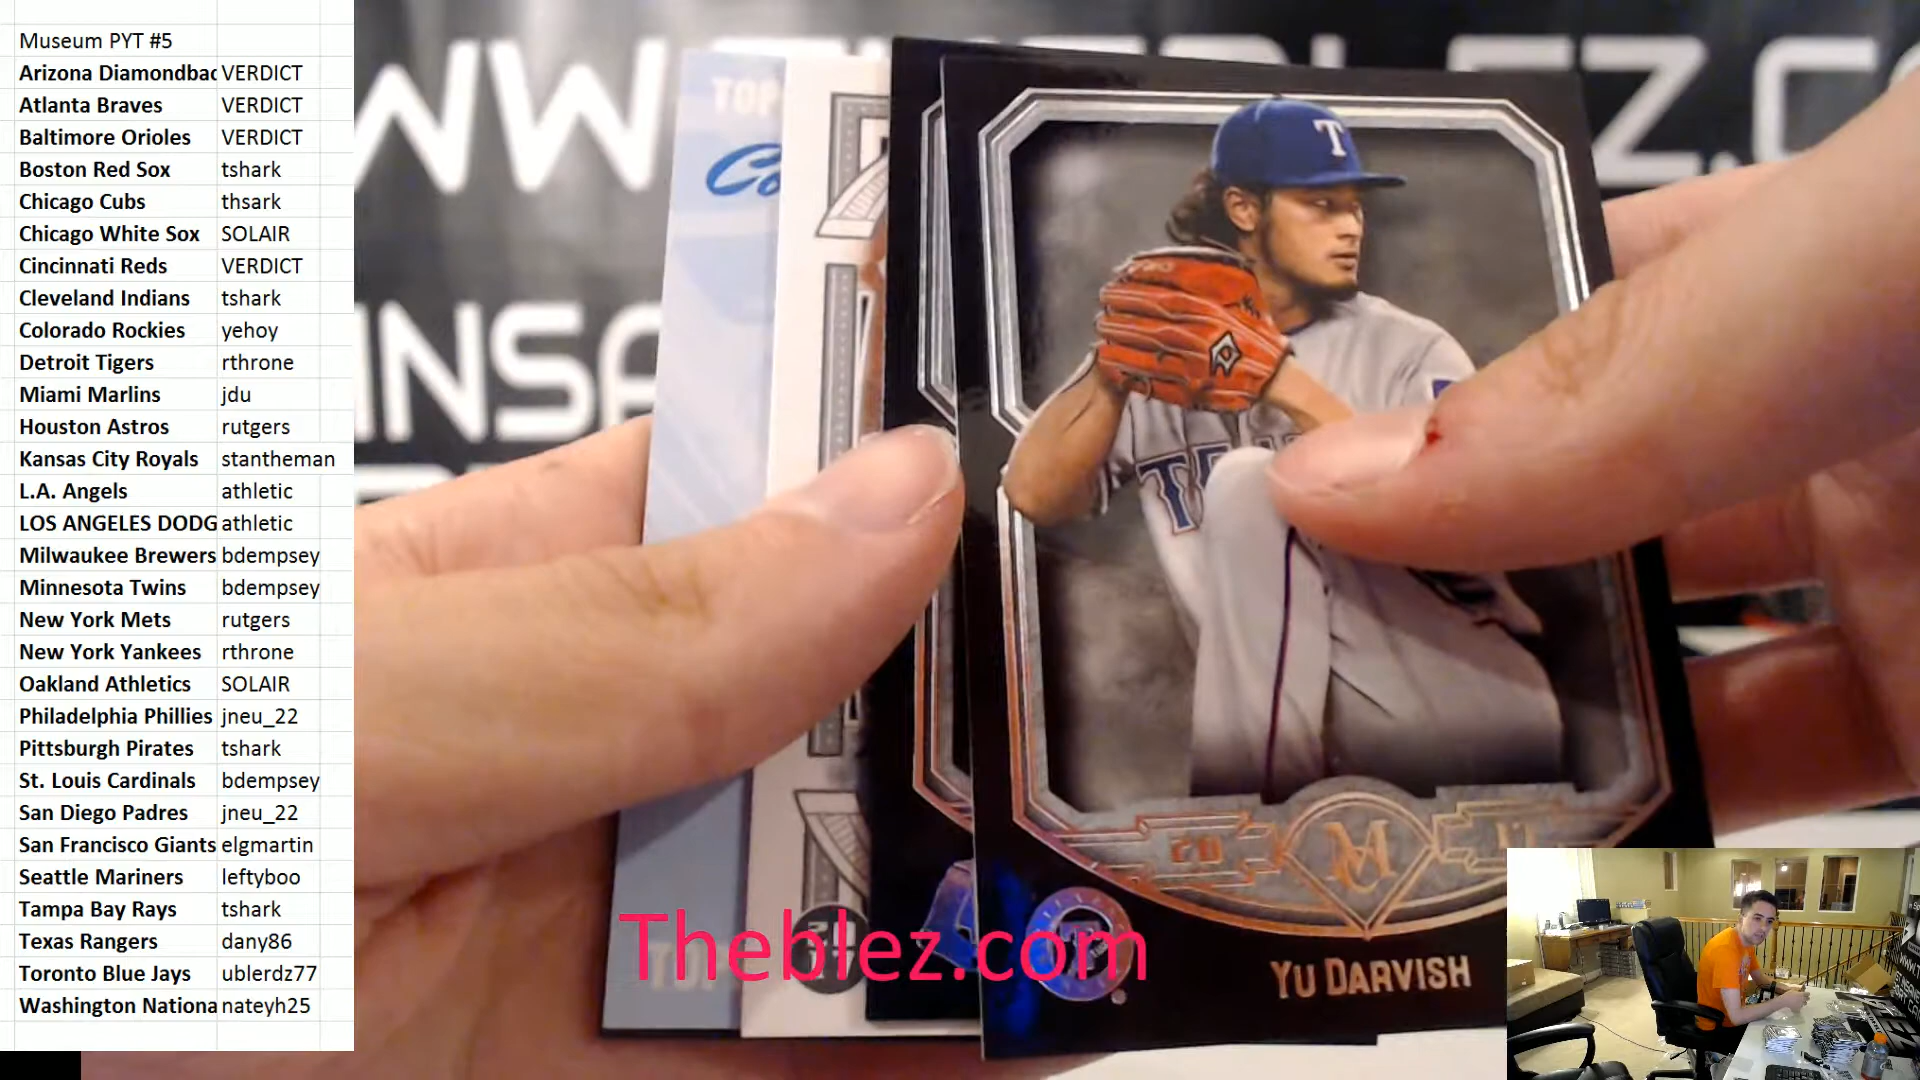 Museum PYT #5
Arizona Diamondbac VERDICT
Atlanta Braves VERDICT
Baltimore Orioles VERDICT
Boston Red Sox tshark
Chicago Cubs thsark
Chicago White Sox SOLAIR
Cincinnati Reds VERDICT
Cleveland Indians tshark
Colorado Rockies yehoy
Detroit Tigers rthrone
Miami Marlins jdu
Houston Astros rutgers
Kansas City Royals stantheman
L.A. Angels athletic
LOS ANGELES DODG athletic
Milwaukee Brewers bdempsey
Minnesota Twins bdempsey
New York Mets rutgers
New York Yankees rthrone
Oakland Athletics SOLAIR
Philadelphia Phillies jneu_22
Pittsburgh Pirates tshark
St. Louis Cardinals bdempsey
San Diego Padres jneu_22
San Francisco Giants elgmartin
Seattle Mariners leftyboo
Tampa Bay Rays tshark
Texas Rangers dany86
Toronto Blue Jays ublerdz77
Washington Nationa nateyh25
TOP
Co
T
YU DARVISH
Theblez.com